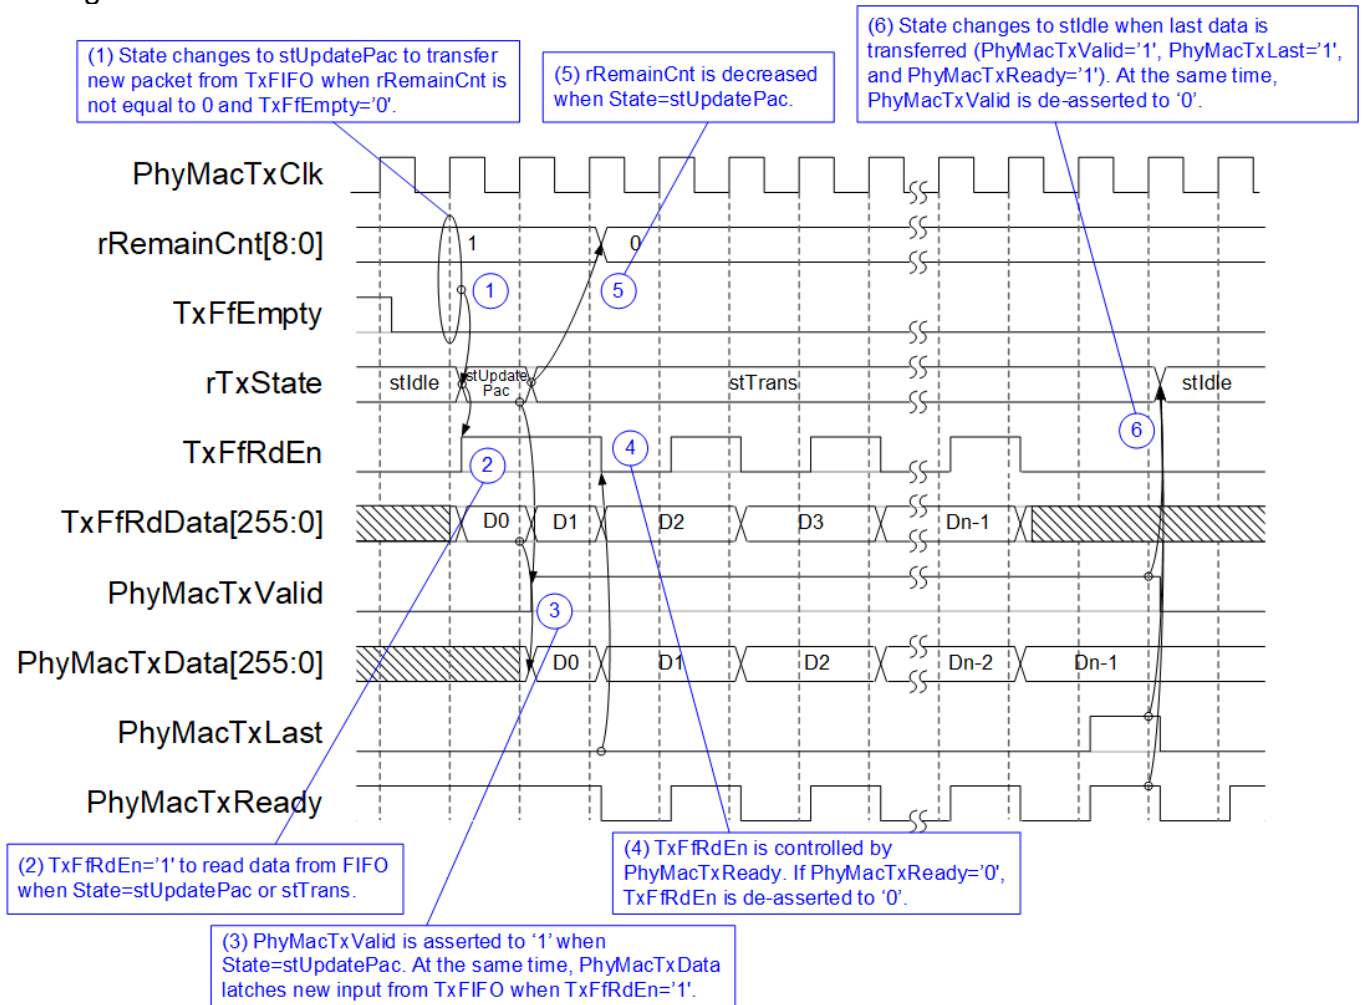 (6) State changes to stIdle when last data is
transferred (PhyMacTxValid='1', PhyMacTxLast='1',
and PhyMacTxReady='1'). At the same time,
PhyMacTxValid is de-asserted to ‘0’.
(1) State changes to stUpdatePac to transfer
new packet from TxFIFO when rRemainCnt is
not equal to 0 and TxFfEmpty='0'.
(5) rRemainCnt is decreased
when State=stUpdatePac.
PhyMacTxClk
rRemainCnt[8:0]
1
0
1
5
TxFfEmpty
rTxState
stIdle
stUpdate
Pac
stTrans
stIdle
6
TxFfRdEn
2
4
TxFfRdData[255:0]
D0
D1
D2
D3
Dn-1
PhyMacTxValid
3
PhyMacTxData[255:0]
D0
D1
D2
Dn-2
Dn-1
PhyMacTxLast
PhyMacTxReady
(2) TxFfRdEn='1' to read data from FIFO
when State=stUpdatePac or stTrans.
(4) TxFfRdEn is controlled by
PhyMacTxReady. If PhyMacTxReady='0',
TxFfRdEn is de-asserted to ‘0’.
(3) PhyMacTxValid is asserted to ‘1’ when
State=stUpdatePac. At the same time, PhyMacTxData
latches new input from TxFIFO when TxFfRdEn='1'.